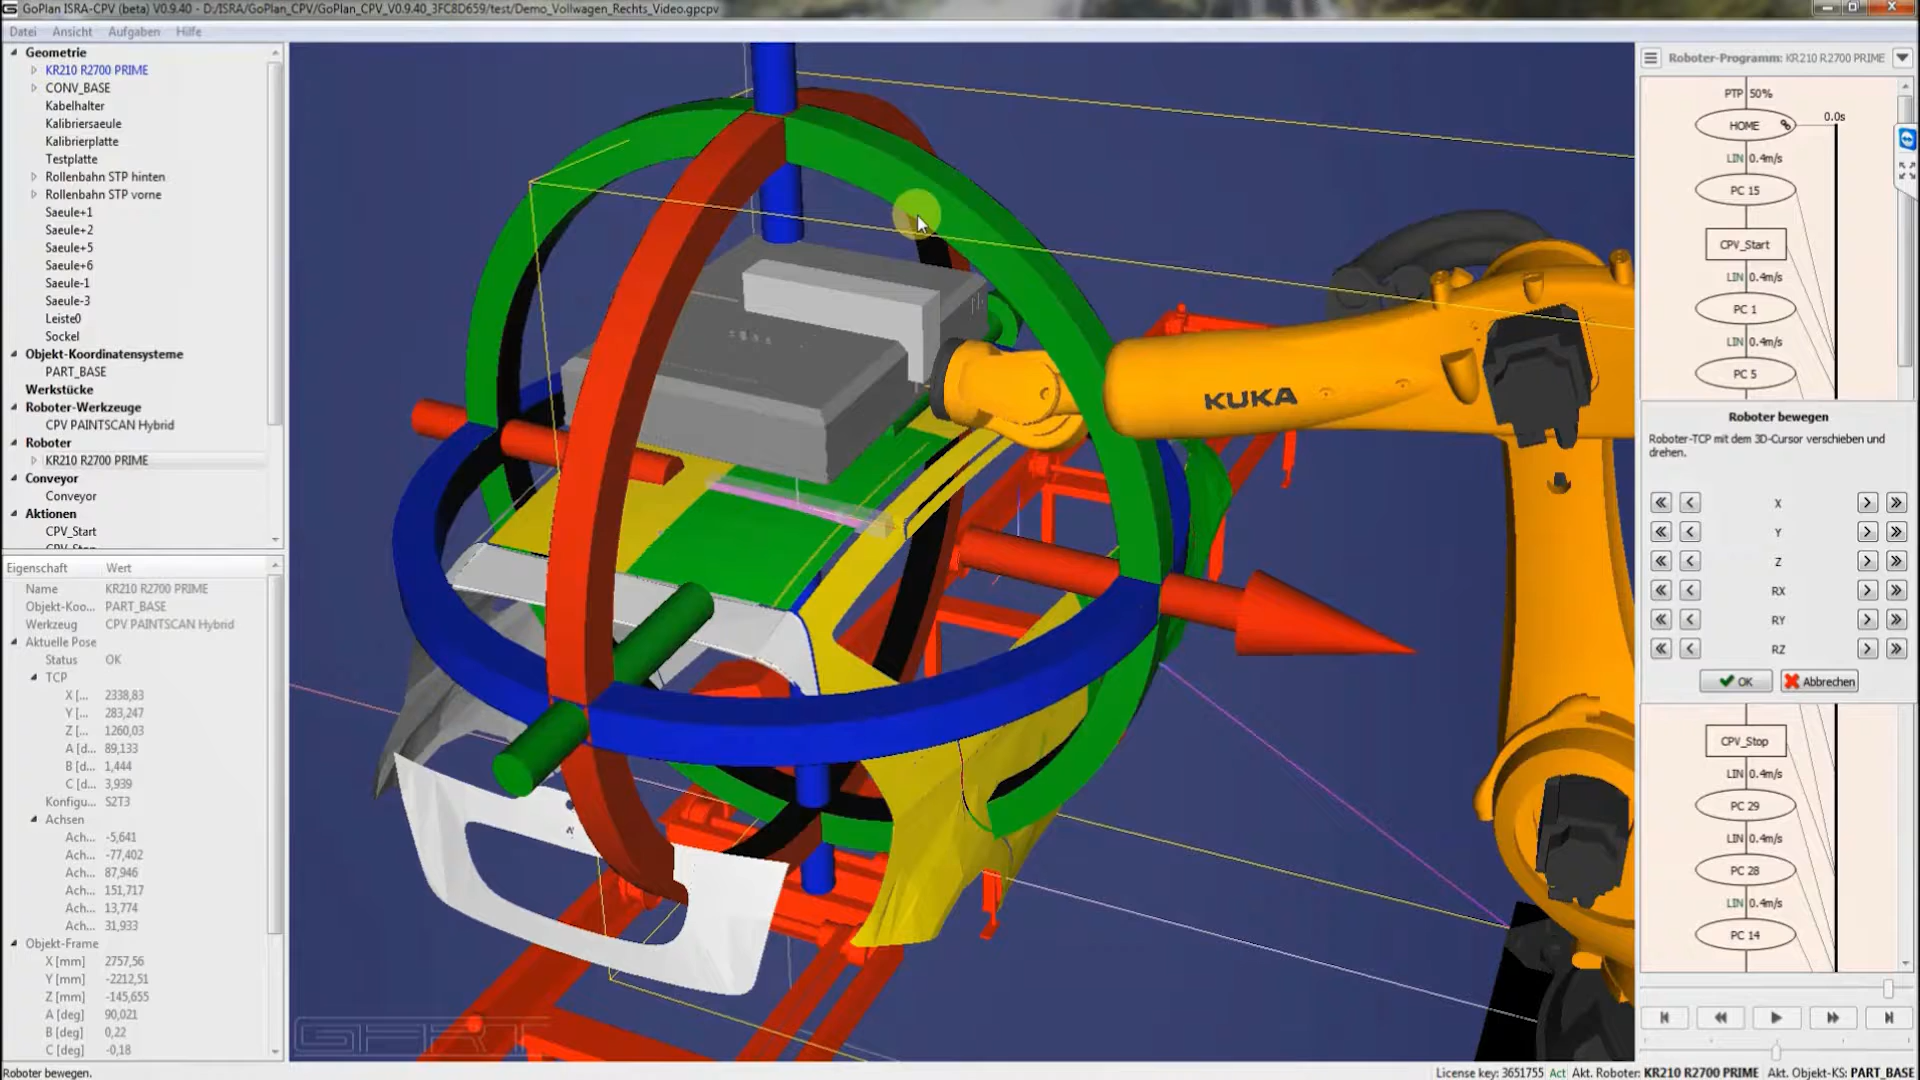 GoPlan ISRA-CPV (beta) V0.9.40 - D:/ISRA/GoPlan_CPV/GoPlan_CPV_V0.9.40_3FC8D659/test/Demo_Vollwagen_Rechts_Video.gpcpv
Datei Ansicht Aufgaben Hilfe
Geometrie
KR210 R2700 PRIME
CONV_BASE
Kabelhalter
Kalibriersaeule
Kalibrierplatte
Testplatte
Rollenbahn STP hinten
Rollenbahn STP vorne
Saeule+1
Saeule+2
Saeule+5
Saeule+6
Saeule-1
Saeule-3
Leiste0
Sockel
Objekt-Koordinatensysteme
PART_BASE
Werkstücke
Roboter-Werkzeuge
CPV PAINTSCAN Hybrid
Roboter
KR210 R2700 PRIME
Conveyor
Conveyor
Aktionen
CPV_Start
Eigenschaft Wert
Name KR210 R2700 PRIME
Objekt-Koo... PART_BASE
Werkzeug CPV PAINTSCAN Hybrid
Aktuelle Pose
Status OK
TCP
X [... 2338,83
Y [... 283,247
Z [... 1260,03
A [d... 89,133
B [d... 1,444
C [d... 3,939
Konfigu... S2T3
Achsen
Ach... -5,641
Ach... -77,402
Ach... 87,946
Ach... 151,717
Ach... 13,774
Ach... 31,933
Objekt-Frame
X [mm] 2757,56
Y [mm] -2212,51
Z [mm] -145,655
A [deg] 90,021
B [deg] 0,22
C [deg] -0,18
Roboter bewegen.
KUKA
Roboter-Programm: KR210 R2700 PRIME
PTP 50%
HOME
0.0s
LIN 0.4m/s
PC 15
CPV_Start
LIN 0.4m/s
PC 1
LIN 0.4m/s
PC 5
Roboter bewegen
Roboter-TCP mit dem 3D-Cursor verschieben und
drehen.
X
Y
Z
RX
RY
RZ
OK Abbrechen
CPV_Stop
LIN 0.4m/s
PC 29
LIN 0.4m/s
PC 28
LIN 0.4m/s
PC 14
License key: 3651755 Act Akt. Roboter: KR210 R2700 PRIME Akt. Objekt-KS: PART_BASE